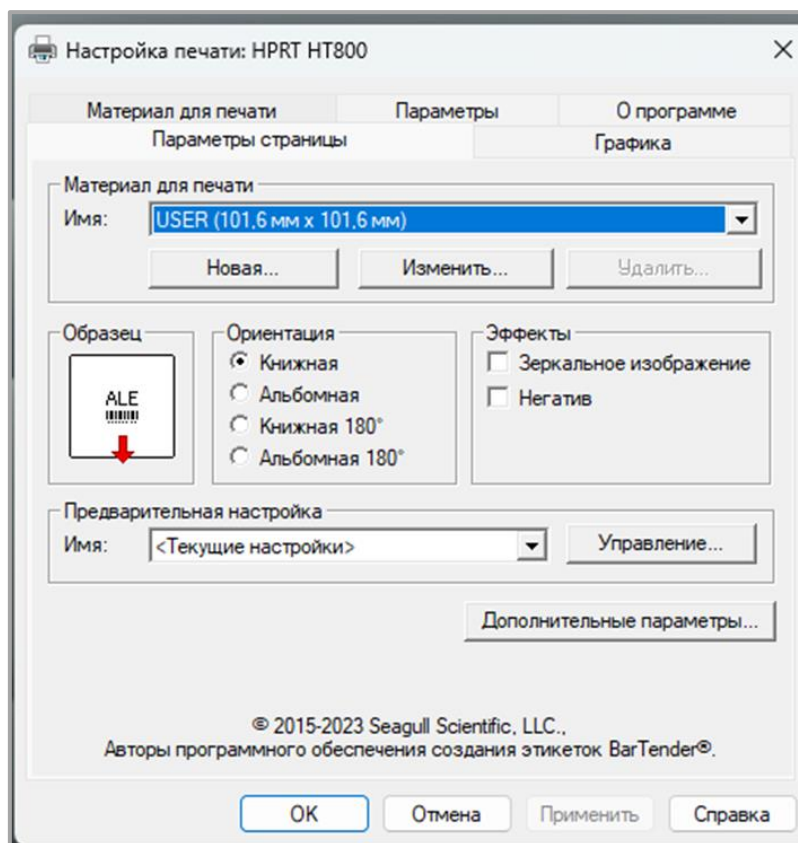 Настройка печати: HPRT HT800
Материал для печати Параметры О программе
Параметры страницы Графика
Материал для печати
Имя: USER (101,6 мм x 101,6 мм)
Новая... Изменить... Удалить...
Образец
ALE
Ориентация
Книжная
Альбомная
Книжная 180°
Альбомная 180°
Эффекты
Зеркальное изображение
Негатив
Предварительная настройка
Имя: <Текущие настройки> Управление...
Дополнительные параметры...
© 2015-2023 Seagull Scientific, LLC.,
Авторы программного обеспечения создания этикеток BarTender®.
OK Отмена Применить Справка